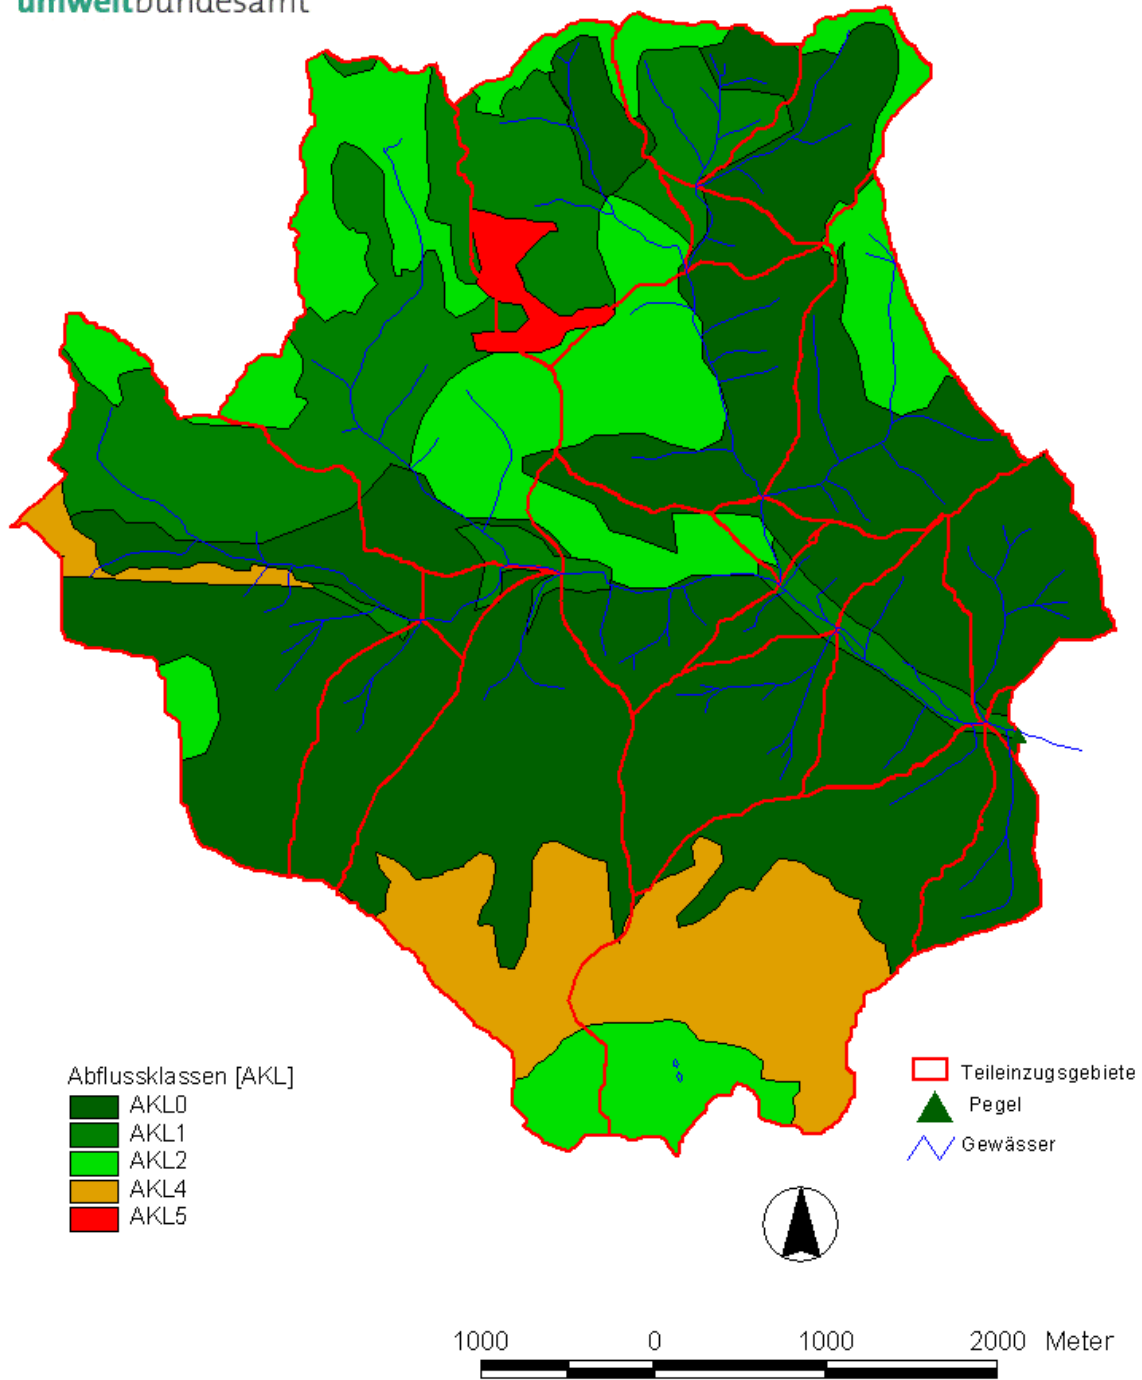 umweltbundesamt
Abflussklassen [AKL]
AKL0
AKL1
AKL2
AKL4
AKL5
Teileinzugsgebiete
Pegel
Gewässer
1000 0 1000 2000 Meter